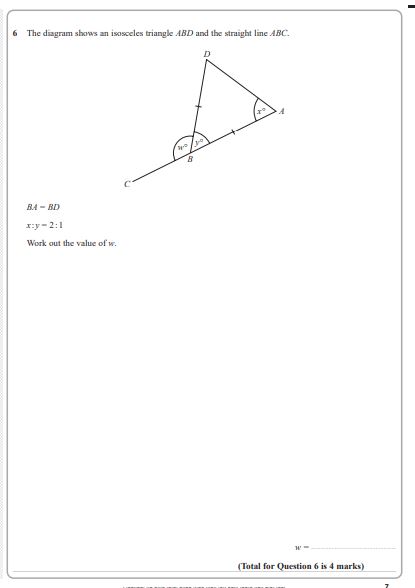 6 The diagram shows an isosceles triangle ABD and the straight line ABC.
D
x° A
w° y°
B
C
BA = BD
x : y = 2 : 1
Work out the value of w.
w = ........................................
(Total for Question 6 is 4 marks)
7